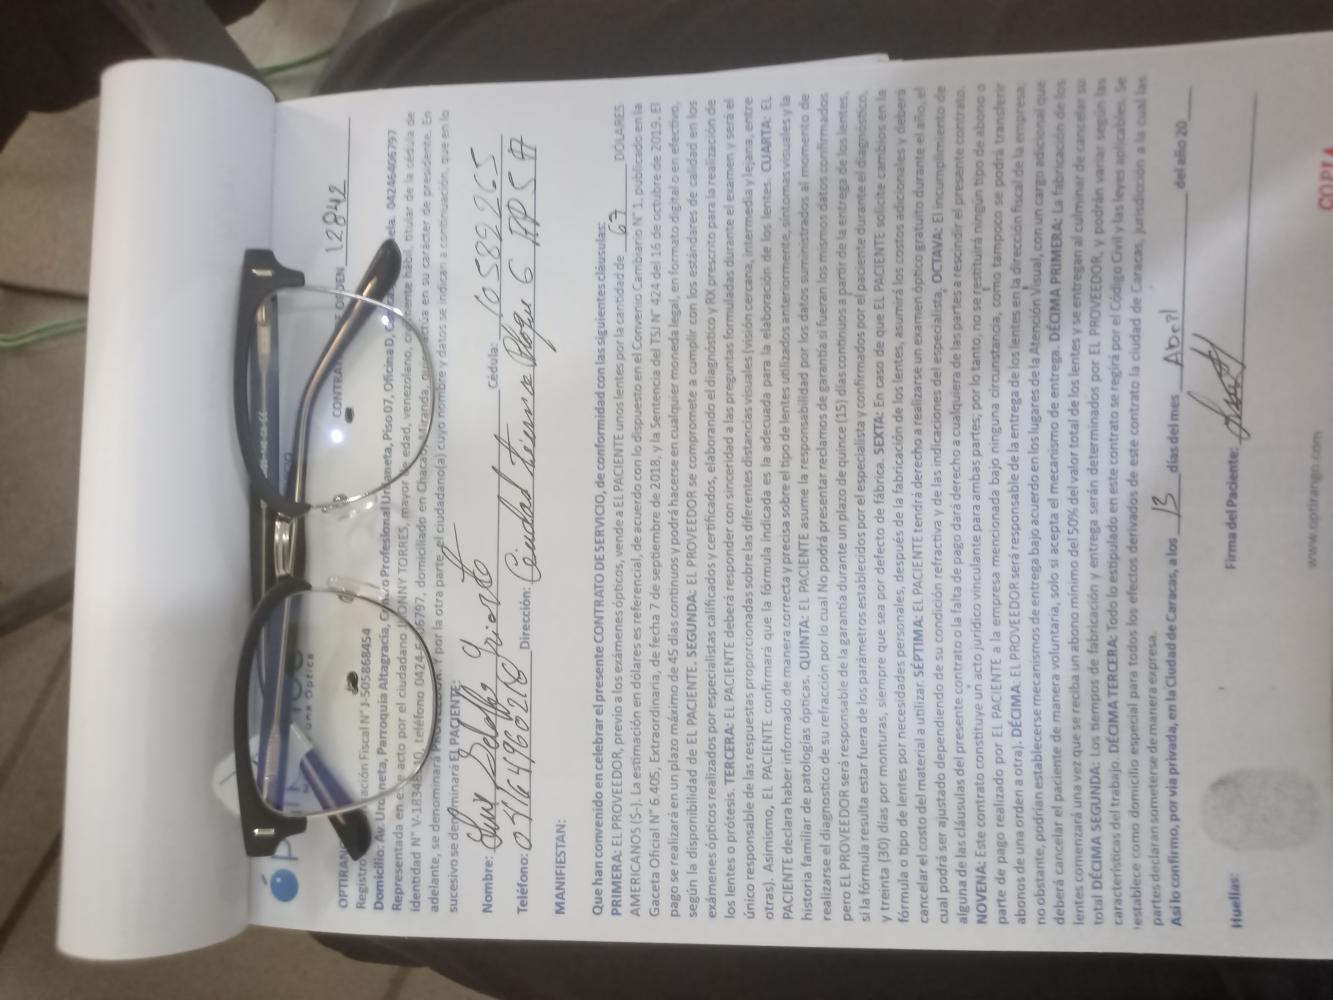 Óptica
OPTIRAN
Registro ación Fiscal N° J-505868454
CONTRA DE ORDEN 12842
Domicilio: Av. Urdaneta, Parroquia Altagracia, Profesional Urdaneta, Piso 07, Oficina D, 04246406797
Representada en este acto por el ciudadano JHONNY TORRES, mayor de edad, venezolano, titular de la cédula de
identidad N° teléfono domiciliado en Chacao, Miranda, en su carácter de presidente. En
adelante, se denominará por la otra parte, el ciudadano(a) cuyo nombre y datos se indican a continuación, que en lo
sucesivo se denominará EL PACIENTE:
Nombre: Cédula:
Teléfono: Dirección: Ciudad
MANIFIESTAN:
Que han convenido en celebrar el presente CONTRATO DE SERVICIO, de conformidad con las siguientes cláusulas:
PRIMERA: EL PROVEEDOR, previo a los exámenes ópticos, vende a EL PACIENTE unos lentes por la cantidad de 67 DÓLARES
AMERICANOS ($-). La estimación en dólares es referencial, de acuerdo con lo dispuesto en el Convenio Cambiario N° 1, publicado en la
Gaceta Oficial N° 6.405, Extraordinaria, de fecha 7 de septiembre de 2018, y la Sentencia del TSJ N° 424 del 16 de octubre de 2019. El
pago se realizará en un plazo máximo de 45 días continuos y podrá hacerse en cualquier moneda legal, en formato digital o en efectivo,
según la disponibilidad de EL PACIENTE. SEGUNDA: EL PROVEEDOR se compromete a cumplir con los estándares de calidad en los
exámenes ópticos realizados por especialistas calificados y certificados, elaborando el diagnóstico y RX prescrito para la realización de
los lentes o prótesis. TERCERA: EL PACIENTE deberá responder con sinceridad a las preguntas formuladas durante el examen y será el
único responsable de las respuestas proporcionadas sobre las diferentes distancias visuales (visión cercana, intermedia y lejana, entre
otras). Asimismo, EL PACIENTE confirmará que la fórmula indicada es la adecuada para la elaboración de los lentes. CUARTA: EL
PACIENTE declara haber informado de manera correcta y precisa sobre el tipo de lentes utilizados anteriormente, síntomas visuales y la
historia familiar de patologías ópticas. QUINTA: EL PACIENTE asume la responsabilidad por los datos suministrados al momento de
realizarse el diagnostico de su refracción por lo cual No podrá presentar reclamos de garantía si fueran los mismos datos confirmados
pero EL PROVEEDOR será responsable de la garantía durante un plazo de quince (15) días continuos a partir de la entrega de los lentes,
si la fórmula resulta estar fuera de los parámetros establecidos por el especialista y confirmados por el paciente durante el diagnóstico,
y treinta (30) días por monturas, siempre que sea por defecto de fábrica. SEXTA: En caso de que EL PACIENTE solicite cambios en la
fórmula o tipo de lentes por necesidades personales, después de la fabricación de los lentes, asumirá los costos adicionales y deberá
cancelar el costo del material a utilizar. SÉPTIMA: EL PACIENTE tendrá derecho a realizarse un examen óptico gratuito durante el año, el
cual podrá ser ajustado dependiendo de su condición refractiva y de las indicaciones del especialista. OCTAVA: El incumplimiento de
alguna de las cláusulas del presente contrato o la falta de pago dará derecho a cualquiera de las partes a rescindir el presente contrato.
NOVENA: Este contrato constituye un acto jurídico vinculante para ambas partes; por lo tanto, no se restituirá ningún tipo de abono o
parte de pago realizado por EL PACIENTE a la empresa mencionada bajo ninguna circunstancia, como tampoco se podrá transferir
abonos de una orden a otra). DÉCIMA: EL PROVEEDOR será responsable de la entrega de los lentes en la dirección fiscal de la empresa;
no obstante, podrían establecerse mecanismos de entrega bajo acuerdo en los lugares de la Atención Visual, con un cargo adicional que
deberá cancelar el paciente de manera voluntaria, solo si acepta el mecanismo de entrega. DÉCIMA PRIMERA: La fabricación de los
lentes comenzará una vez que se reciba un abono mínimo del 50% del valor total de los lentes y se entregan al culminar de cancelar su
total DÉCIMA SEGUNDA: Los tiempos de fabricación y entrega serán determinados por EL PROVEEDOR, y podrán variar según las
características del trabajo. DÉCIMA TERCERA: Todo lo estipulado en este contrato se regirá por el Código Civil y las leyes aplicables. Se
establece como domicilio especial para todos los efectos derivados de este contrato la ciudad de Caracas, jurisdicción a la cual las
partes declaran someterse de manera expresa.
Así lo confirmo, por vía privada, en la Ciudad de Caracas, a los 13 días del mes Abril del año 20
Huellas: Firma del Paciente:
www.optirango.com
COPIA